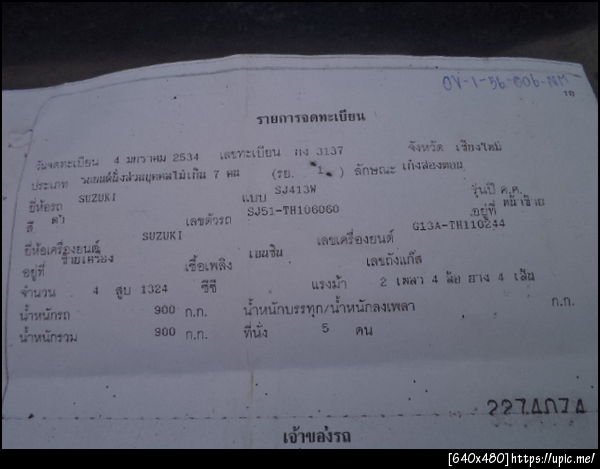 OV-1-56-006-
10
รายการจดทะเบียน
วันจดทะเบียน 4 มกราคม 2534 เลขทะเบียน ผง 3137 จังหวัด เชียงใหม่
ประเภท รถยนต์นั่งส่วนบุคคลไม่เกิน 7 คน (รย. 1 ) ลักษณะ เก๋งสองตอน
ยี่ห้อรถ SUZUKI แบบ SJ413W รุ่นปี ค.ศ.
สี ดำ เลขตัวรถ SJ51-TH106060 อยู่ที่ หน้าซ้าย
ยี่ห้อเครื่องยนต์ SUZUKI เลขเครื่องยนต์ G13A-TH110244
อยู่ที่ ซ้ายเครื่อง เชื้อเพลิง เบนซิน เลขถังแก๊ส
จำนวน 4 สูบ 1324 ซีซี แรงม้า 2 เพลา 4 ล้อ ยาง 4 เส้น
น้ำหนักรถ 900 ก.ก. น้ำหนักบรรทุก/น้ำหนักลงเพลา ก.ก.
น้ำหนักรวม 900 ก.ก. ที่นั่ง 5 คน
2274074
เจ้าของรถ
[640x480]https://upic.me/